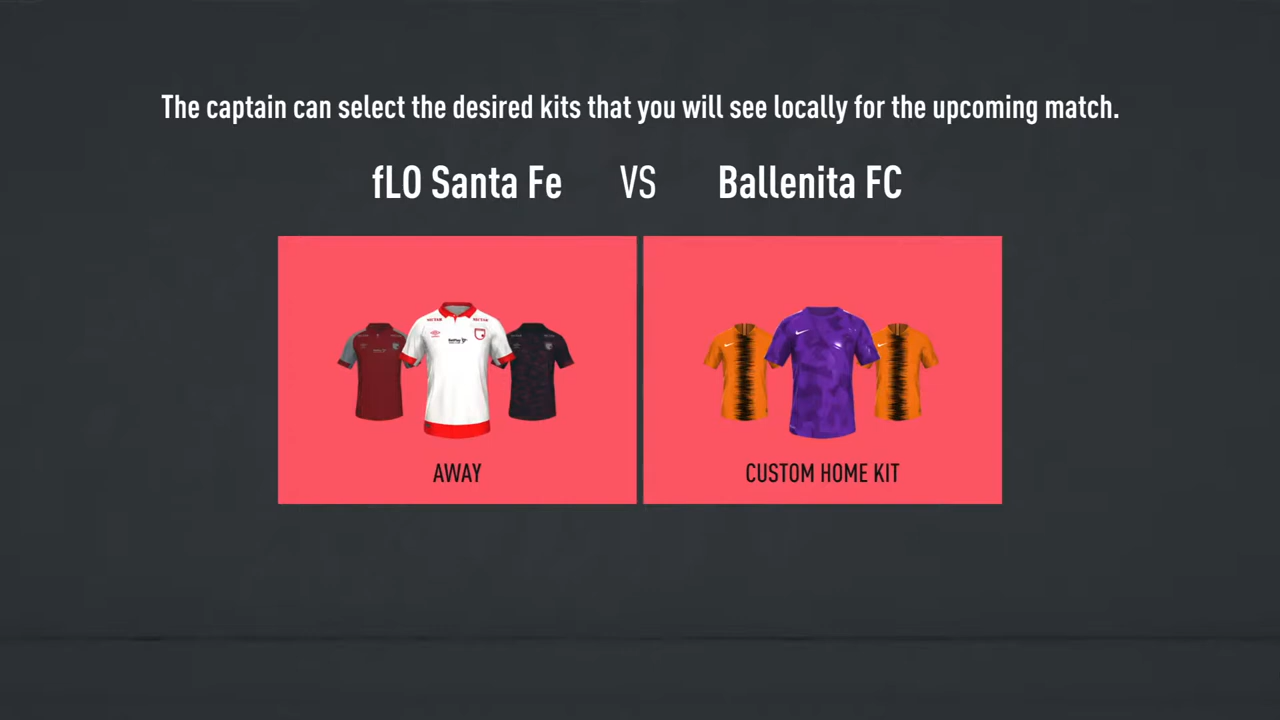 The captain can select the desired kits that you will see locally for the upcoming match.
fLO Santa Fe VS Ballenita FC
AWAY
CUSTOM HOME KIT